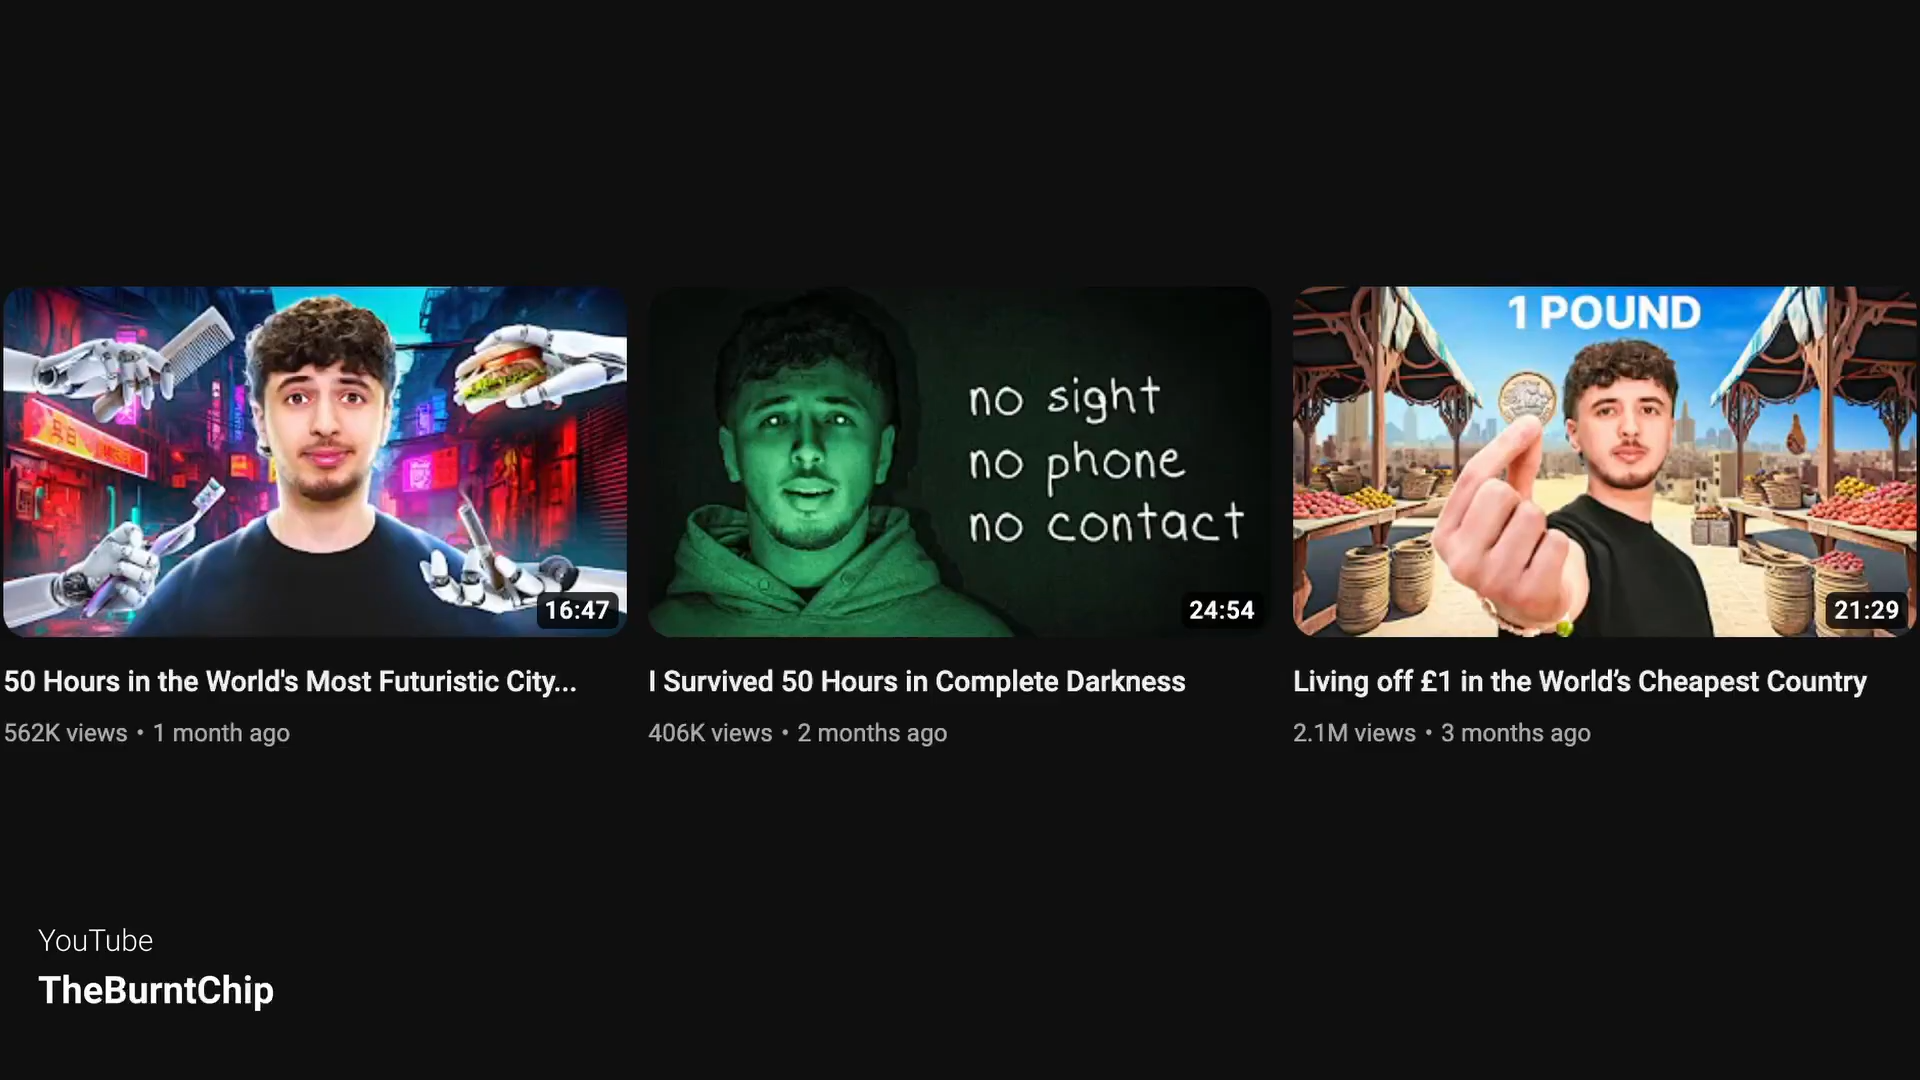 1 POUND
no sight
no phone
no contact
16:47
24:54
21:29
50 Hours in the World's Most Futuristic City...
562K views • 1 month ago
I Survived 50 Hours in Complete Darkness
406K views • 2 months ago
Living off £1 in the World’s Cheapest Country
2.1M views • 3 months ago
YouTube
TheBurntChip